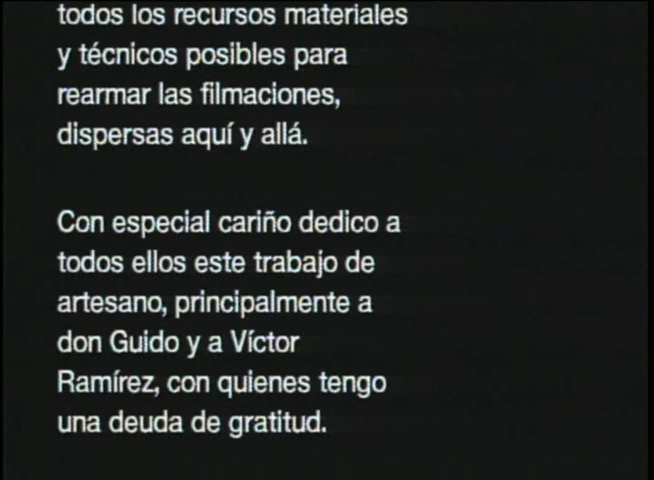 todos los recursos materiales
y técnicos posibles para
rearmar las filmaciones,
dispersas aquí y allá.
Con especial cariño dedico a
todos ellos este trabajo de
artesano, principalmente a
don Guido y a Víctor
Ramírez, con quienes tengo
una deuda de gratitud.